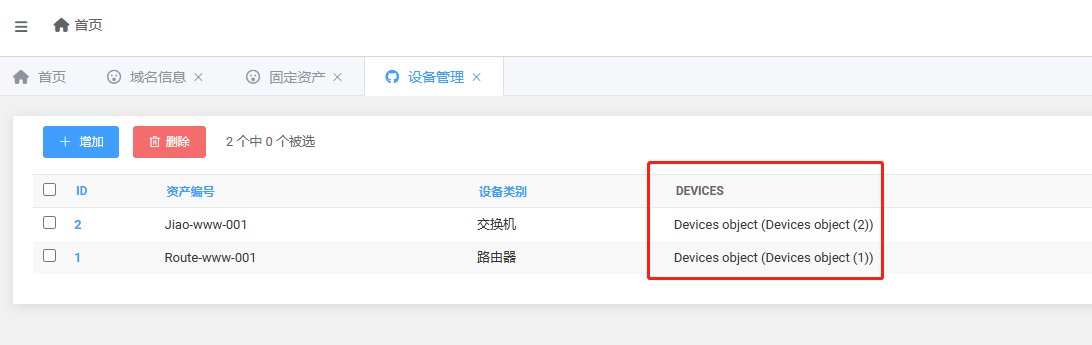 首页
首页 域名信息 固定资产 设备管理
增加 删除 2 个中 0 个被选
ID 资产编号 设备类别 DEVICES
2 Jiao-www-001 交换机 Devices object (Devices object (2))
1 Route-www-001 路由器 Devices object (Devices object (1))